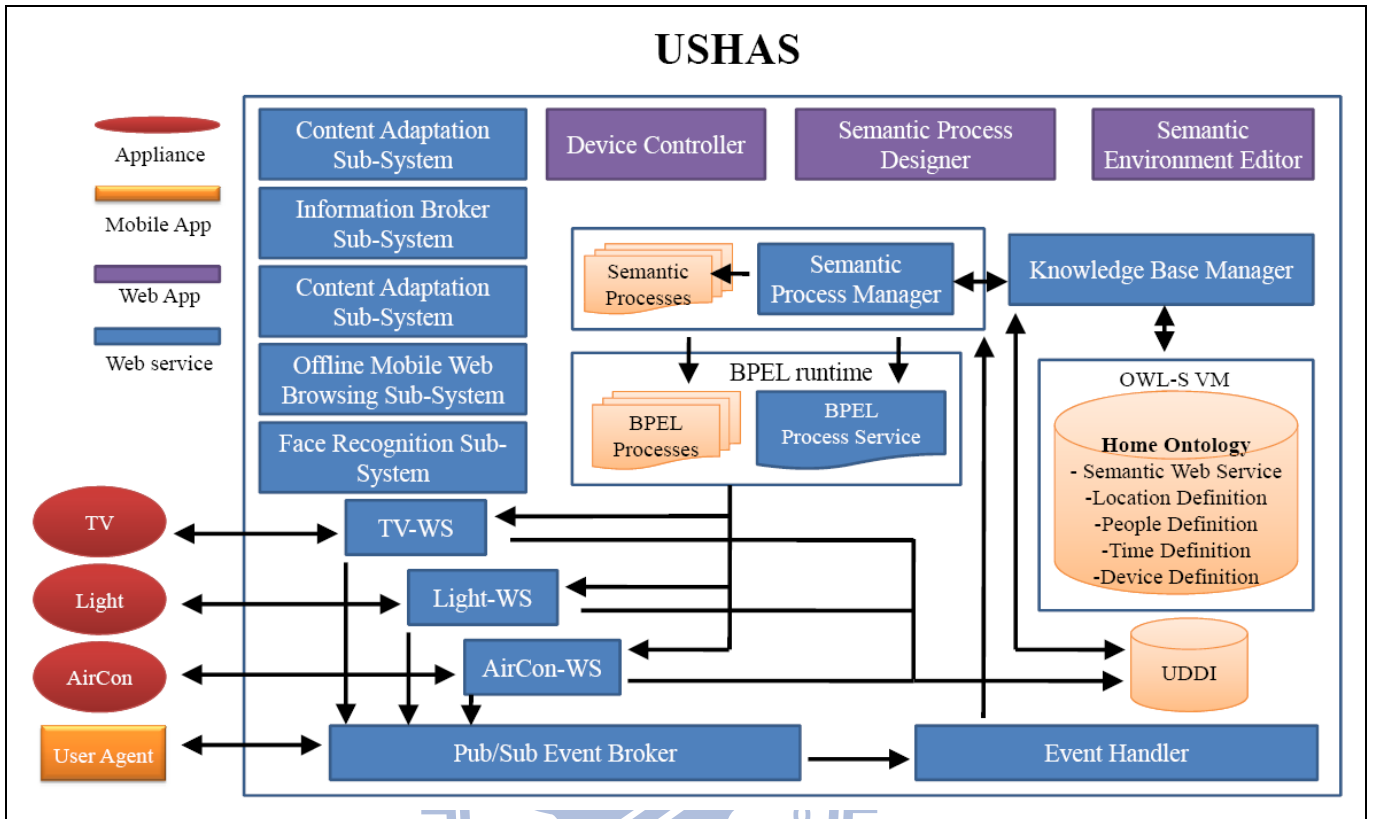 USHAS
Appliance
Mobile App
Web App
Web service
Content Adaptation
Sub-System
Information Broker
Sub-System
Content Adaptation
Sub-System
Offline Mobile Web
Browsing Sub-System
Face Recognition Sub-
System
Device Controller
Semantic Process
Designer
Semantic
Environment Editor
Semantic
Processes
Semantic
Process Manager
Knowledge Base Manager
BPEL runtime
BPEL
Processes
BPEL
Process Service
OWL-S VM
Home Ontology
- Semantic Web Service
-Location Definition
-People Definition
-Time Definition
-Device Definition
TV
TV-WS
Light
Light-WS
AirCon
AirCon-WS
UDDI
User Agent
Pub/Sub Event Broker
Event Handler